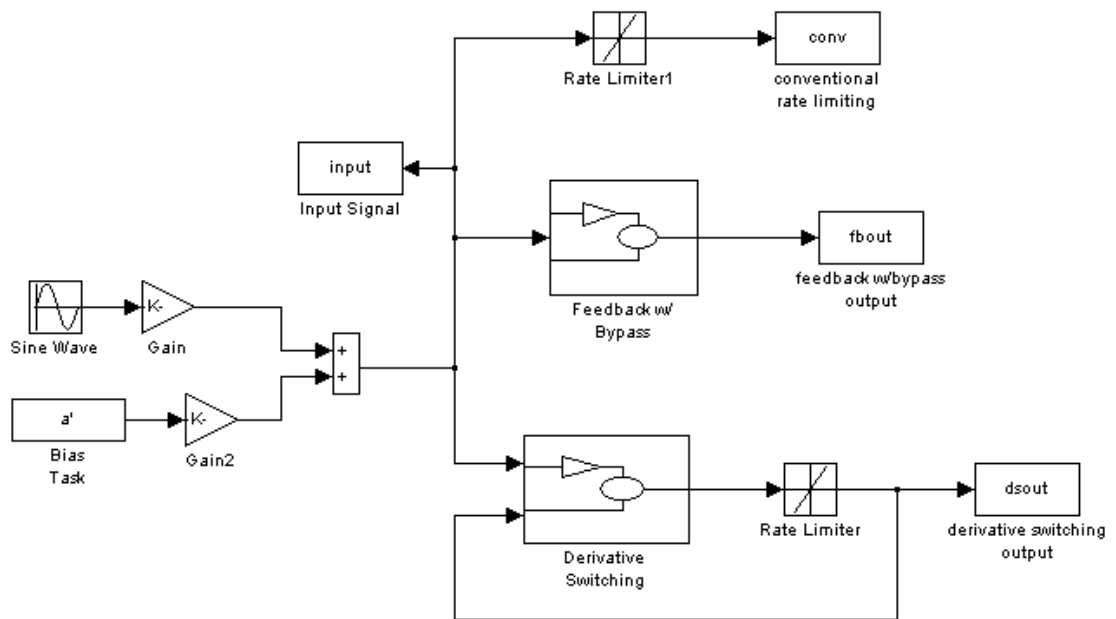 conv
Rate Limiter1
conventional
rate limiting
input
Input Signal
fbout
feedback w/bypass
output
Feedback w/
Bypass
K-
Sine Wave
Gain
+
+
a'
K-
Bias
Task
Gain2
dsout
Rate Limiter
derivative switching
output
Derivative
Switching